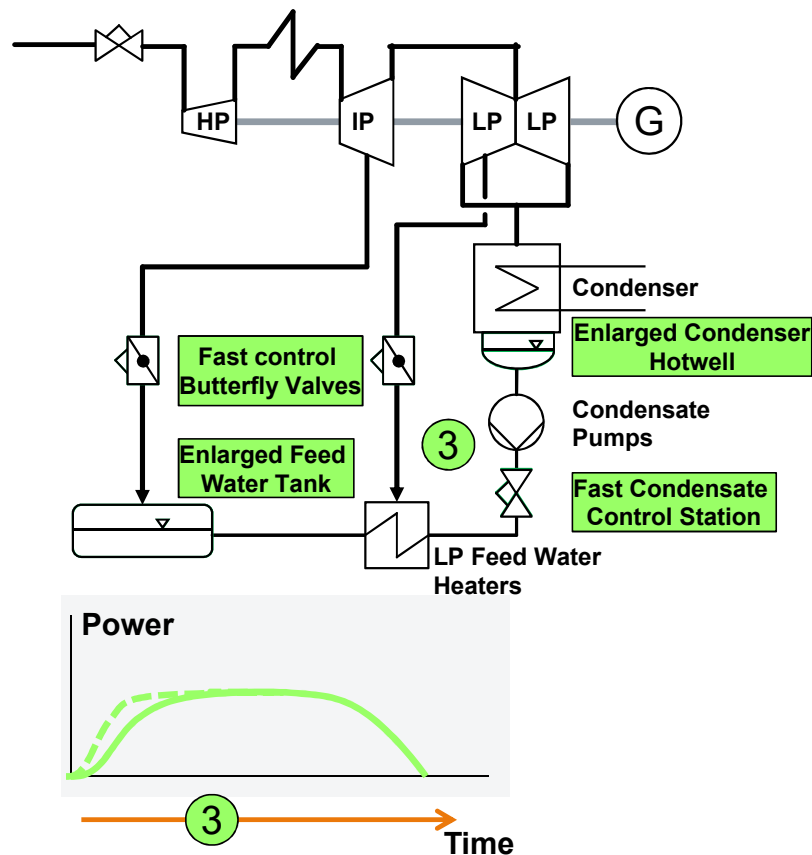 HP
IP
LP
LP
G
Condenser
Enlarged Condenser
Hotwell
Fast control
Butterfly Valves
Condensate
Pumps
3
Enlarged Feed
Water Tank
Fast Condensate
Control Station
LP Feed Water
Heaters
Power
3
Time